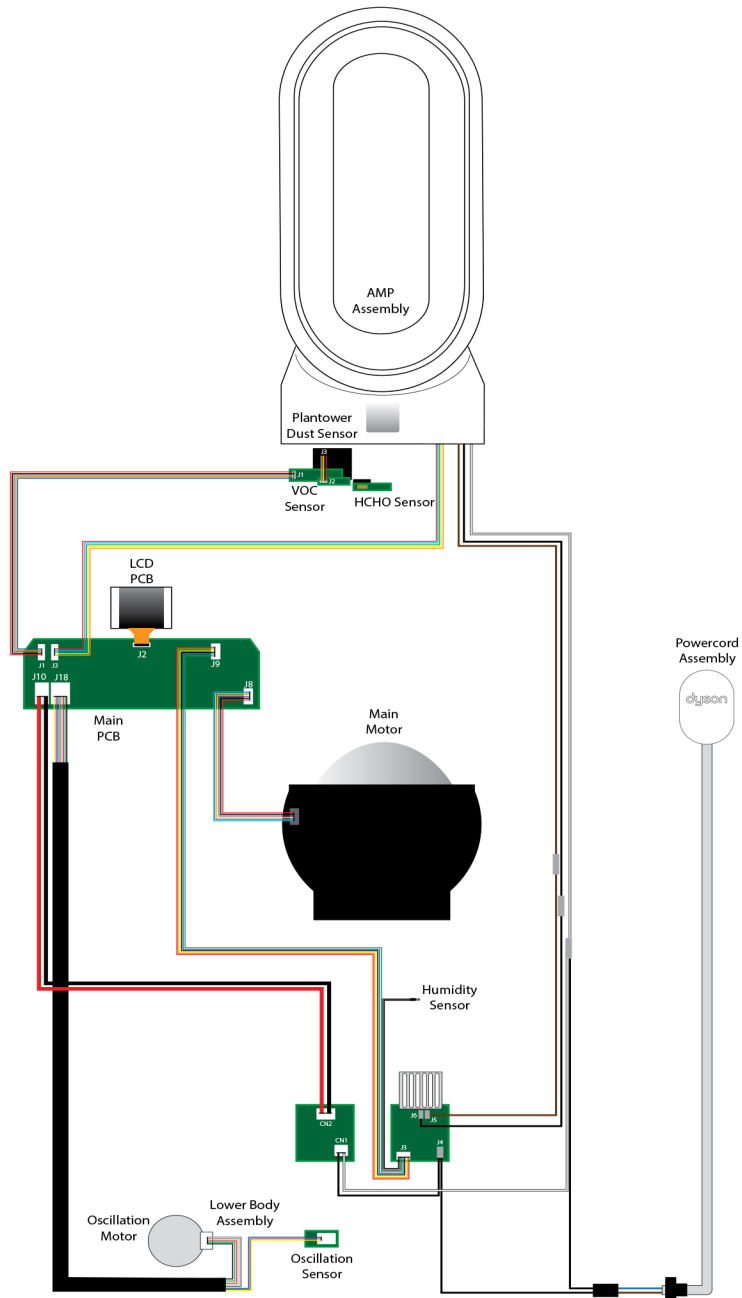 AMP
Assembly
Plantower
Dust Sensor
J3
J1
J2
VOC
Sensor
HCHO Sensor
LCD
PCB
J1
J3
J2
J9
J10
J18
J8
Main
PCB
Main
Motor
Powercord
Assembly
dyson
Humidity
Sensor
J6
J5
CN2
CN1
J3
J4
Lower Body
Assembly
Oscillation
Motor
Oscillation
Sensor